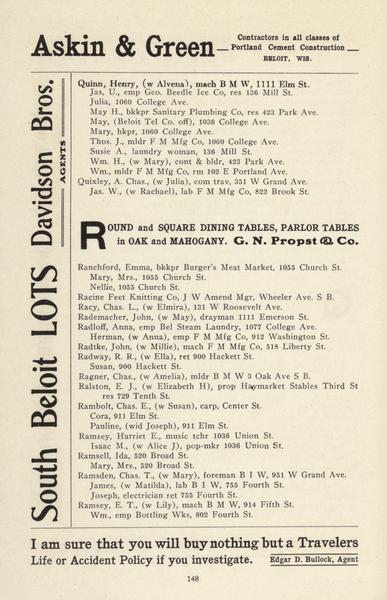 Askin & Green
Contractors in all classes of
— Portland Cement Construction —
BELOIT, WIS.
South Beloit LOTS Davidson Bros.
AGENTS
Quinn, Henry, (w Alvena), mach B M W, 1111 Elm St.
Jas, U., emp Geo. Beedle Ice Co, res 136 Mill St.
Julia, 1060 College Ave.
May H., bkkpr Sanitary Plumbing Co, res 423 Park Ave.
May, (Beloit Tel Co. off), 1036 College Ave.
Mary, hkpr, 1060 College Ave.
Thos. J., mldr F M Mfg Co, 1060 College Ave.
Susie A., laundry woman, 136 Mill St.
Wm. H., (w Mary), cont & bldr, 423 Park Ave.
Wm., mldr F M Mfg Co, rm 102 E Portland Ave.
Quixley, A. Chas., (w Julia), com trav, 351 W Grand Ave.
Jas. W., (w Rachael), lab F M Mfg Co, 822 Brook St.
ROUND and SQUARE DINING TABLES, PARLOR TABLES
in OAK and MAHOGANY. G. N. Propst & Co.
Ranchford, Emma, bkkpr Burger's Meat Market, 1055 Church St.
Mary, Mrs., 1055 Church St.
Nellie, 1055 Church St.
Racine Feet Knitting Co, J W Amend Mgr, Wheeler Ave. S B.
Racy, Chas. L., (w Elmira), 131 W Roosevelt Ave.
Rademacher, John, (w May), drayman 1111 Emerson St.
Radloff, Anna, emp Bel Steam Laundry, 1077 College Ave.
Herman, (w Anna), emp F M Mfg Co, 912 Washington St.
Radtke, John, (w Millie), mach F M Mfg Co, 518 Liberty St.
Radway, R. R., (w Ella), ret 900 Hackett St.
Susan, 900 Hackett St.
Ragner, Chas., (w Amelia), mldr B M W 3 Oak Ave S B.
Ralston, E. J., (w Elizabeth H), prop Haymarket Stables Third St
res 729 Tenth St.
Rambolt, Chas. E., (w Susan), carp, Center St.
Cora, 911 Elm St.
Pauline, (wid Joseph), 911 Elm St.
Ramsey, Harriet E., music tchr 1036 Union St.
Isaac M., (w Alice J), pop-mkr 1036 Union St.
Ramsell, Ida, 520 Broad St.
Mary, Mrs., 520 Broad St.
Ramsden, Chas. T., (w Mary), foreman B I W, 951 W Grand Ave.
James, (w Matilda), lab B I W, 755 Fourth St.
Joseph, electrician ret 755 Fourth St.
Ramsey, E. T., (w Lily), mach B M W, 914 Fifth St.
Wm., emp Bottling Wks, 802 Fourth St.
I am sure that you will buy nothing but a Travelers
Life or Accident Policy if you investigate. Edgar D. Bullock, Agent
148